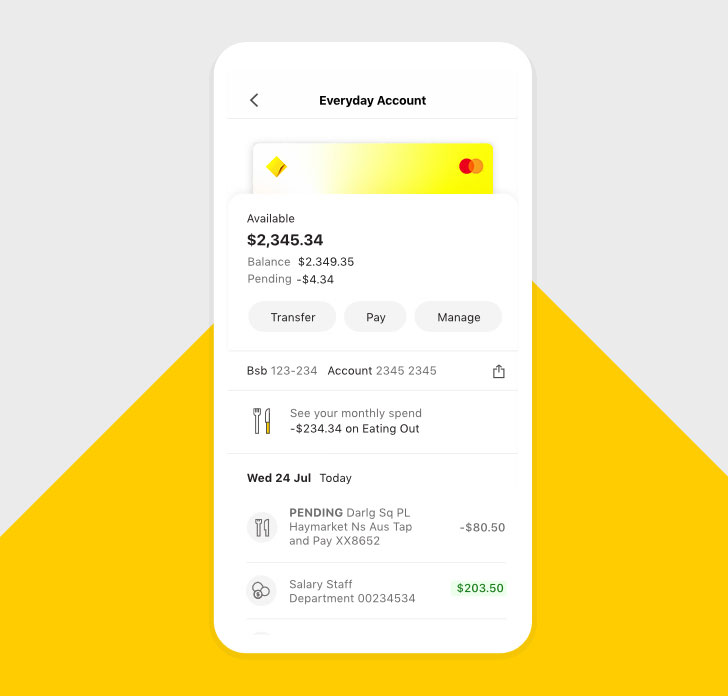 Everyday Account
Available
$2,345.34
Balance $2.349.35
Pending -$4.34
Transfer Pay Manage
Bsb 123-234 Account 2345 2345
See your monthly spend
-$234.34 on Eating Out
Wed 24 Jul Today
PENDING Darlg Sq PL
Haymarket Ns Aus Tap
and Pay XX8652
-$80.50
Salary Staff
Department 00234534
$203.50